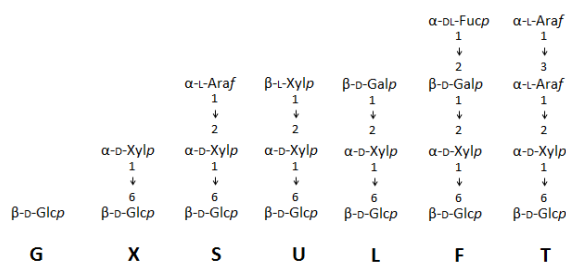 α-DL-Fucp α-L-Araf
1 1
↓ ↓
2 3
α-L-Araf β-L-Xylp β-D-Galp β-D-Galp α-L-Araf
1 1 1 1 1
↓ ↓ ↓ ↓ ↓
2 2 2 2 2
α-D-Xylp α-D-Xylp α-D-Xylp α-D-Xylp α-D-Xylp α-D-Xylp
1 1 1 1 1 1
↓ ↓ ↓ ↓ ↓ ↓
6 6 6 6 6 6
β-D-Glcp β-D-Glcp β-D-Glcp β-D-Glcp β-D-Glcp β-D-Glcp β-D-Glcp
G X S U L F T